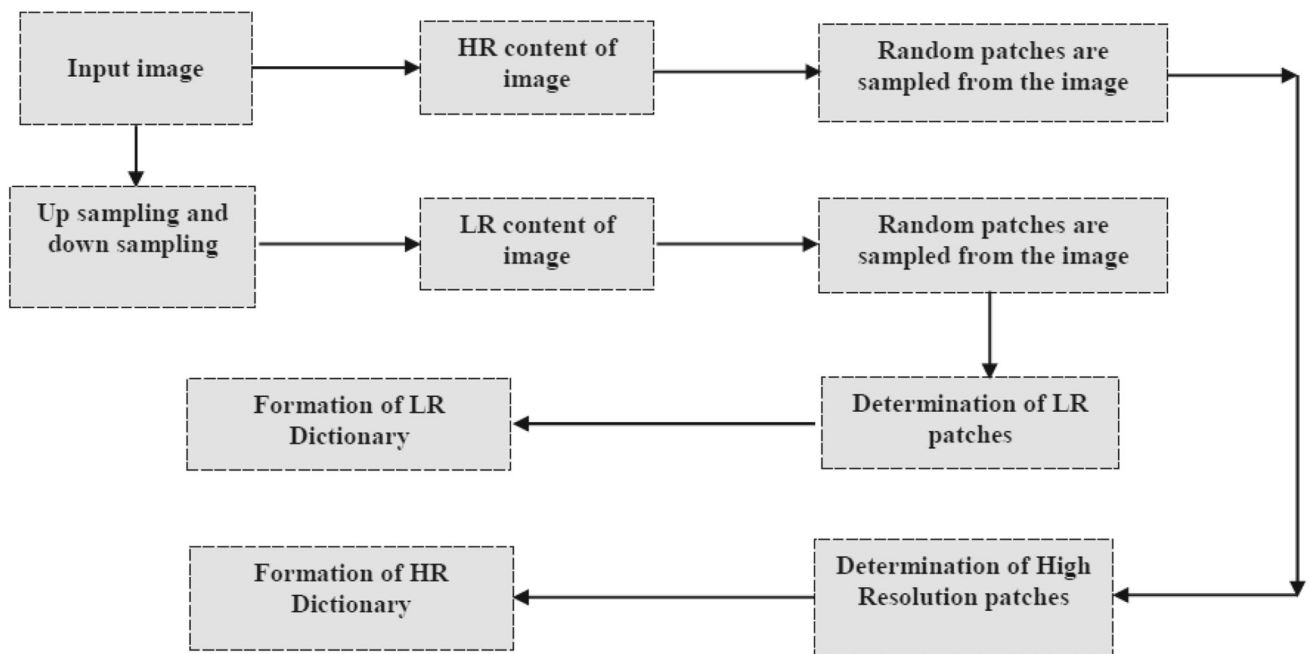 Input image
HR content of
image
Random patches are
sampled from the image
Up sampling and
down sampling
LR content of
image
Random patches are
sampled from the image
Formation of LR
Dictionary
Determination of LR
patches
Formation of HR
Dictionary
Determination of High
Resolution patches